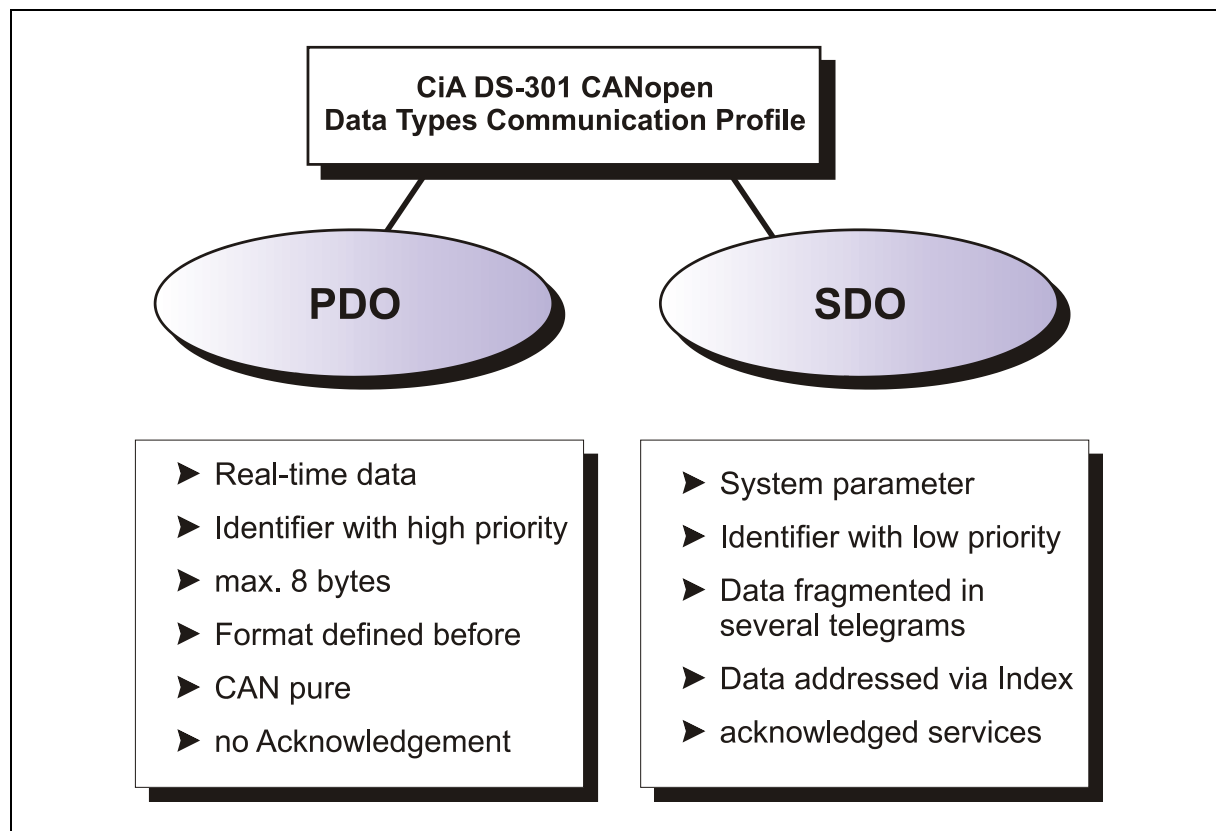 CiA DS-301 CANopen
Data Types Communication Profile
PDO
SDO
➤ Real-time data
➤ Identifier with high priority
➤ max. 8 bytes
➤ Format defined before
➤ CAN pure
➤ no Acknowledgement
➤ System parameter
➤ Identifier with low priority
➤ Data fragmented in
several telegrams
➤ Data addressed via Index
➤ acknowledged services